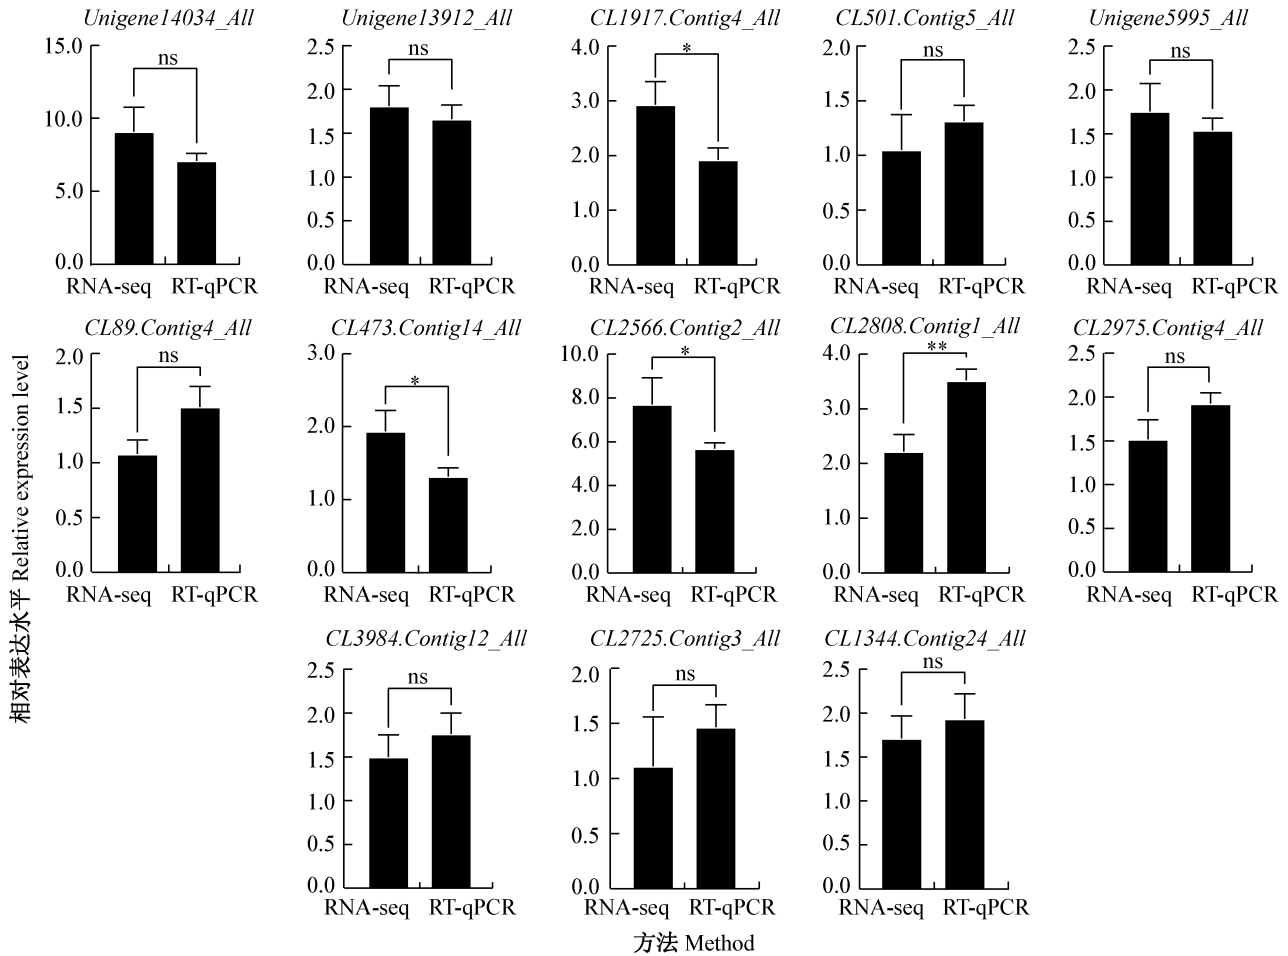 Unigene14034_All Unigene13912_All CL1917.Contig4_All CL501.Contig5_All Unigene5995_All
15.0 10.0 5.0 0.0 ns RNA-seq RT-qPCR
2.5 2.0 1.5 1.0 0.5 0.0 ns RNA-seq RT-qPCR
4.0 3.0 2.0 1.0 0.0 * RNA-seq RT-qPCR
2.0 1.5 1.0 0.5 0.0 ns RNA-seq RT-qPCR
2.5 2.0 1.5 1.0 0.5 0.0 ns RNA-seq RT-qPCR
相对表达水平 Relative expression level
CL89.Contig4_All CL473.Contig14_All CL2566.Contig2_All CL2808.Contig1_All CL2975.Contig4_All
2.0 1.5 1.0 0.5 0.0 ns RNA-seq RT-qPCR
3.0 2.0 1.0 0.0 * RNA-seq RT-qPCR
10.0 8.0 6.0 4.0 2.0 0.0 * RNA-seq RT-qPCR
4.0 3.0 2.0 1.0 0.0 ** RNA-seq RT-qPCR
2.5 2.0 1.5 1.0 0.5 0.0 ns RNA-seq RT-qPCR
CL3984.Contig12_All CL2725.Contig3_All CL1344.Contig24_All
2.5 2.0 1.5 1.0 0.5 0.0 ns RNA-seq RT-qPCR
2.0 1.5 1.0 0.5 0.0 ns RNA-seq RT-qPCR
2.5 2.0 1.5 1.0 0.5 0.0 ns RNA-seq RT-qPCR
方法 Method